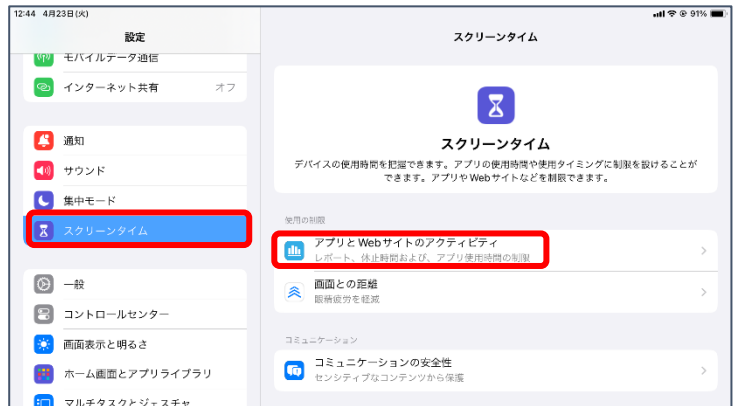 12:44 4月23日(火)
91%
設定
スクリーンタイム
モバイルデータ通信
インターネット共有 オフ
通知
サウンド
集中モード
スクリーンタイム
一般
コントロールセンター
画面表示と明るさ
ホーム画面とアプリライブラリ
マルチタスクとジェスチャ
スクリーンタイム
デバイスの使用時間を把握できます。アプリの使用時間や使用タイミングに制限を設けることが
できます。アプリやWebサイトなどを制限できます。
使用の制限
アプリとWebサイトのアクティビティ
レポート、休止時間および、アプリ使用時間の制限
画面との距離
眼精疲労を軽減
コミュニケーション
コミュニケーションの安全性
センシティブなコンテンツから保護